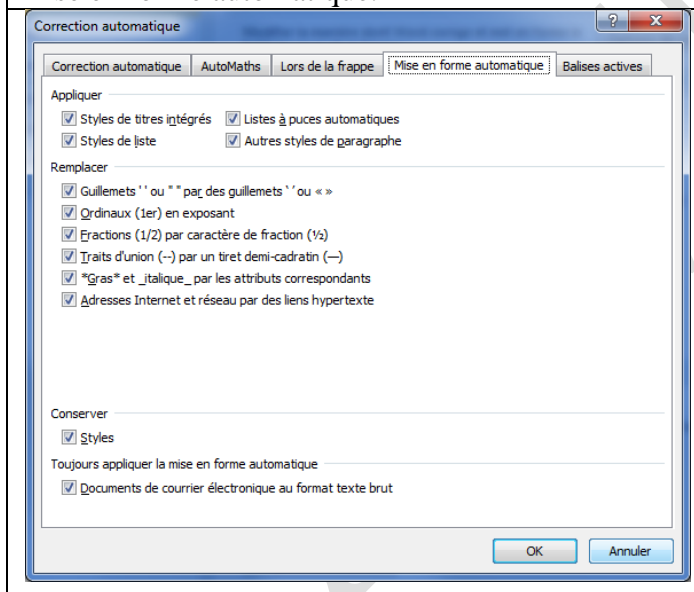 Correction automatique
Correction automatique AutoMaths Lors de la frappe Mise en forme automatique Balises actives
Appliquer
Styles de titres intégrés Listes à puces automatiques
Styles de liste Autres styles de paragraphe
Remplacer
Guillemets ' ' ou " " par des guillemets ‛ ’ ou « »
Ordinaux (1er) en exposant
Fractions (1/2) par caractère de fraction (½)
Traits d'union (--) par un tiret demi-cadratin (—)
*Gras* et _italique_ par les attributs correspondants
Adresses Internet et réseau par des liens hypertexte
Conserver
Styles
Toujours appliquer la mise en forme automatique
Documents de courrier électronique au format texte brut
OK Annuler